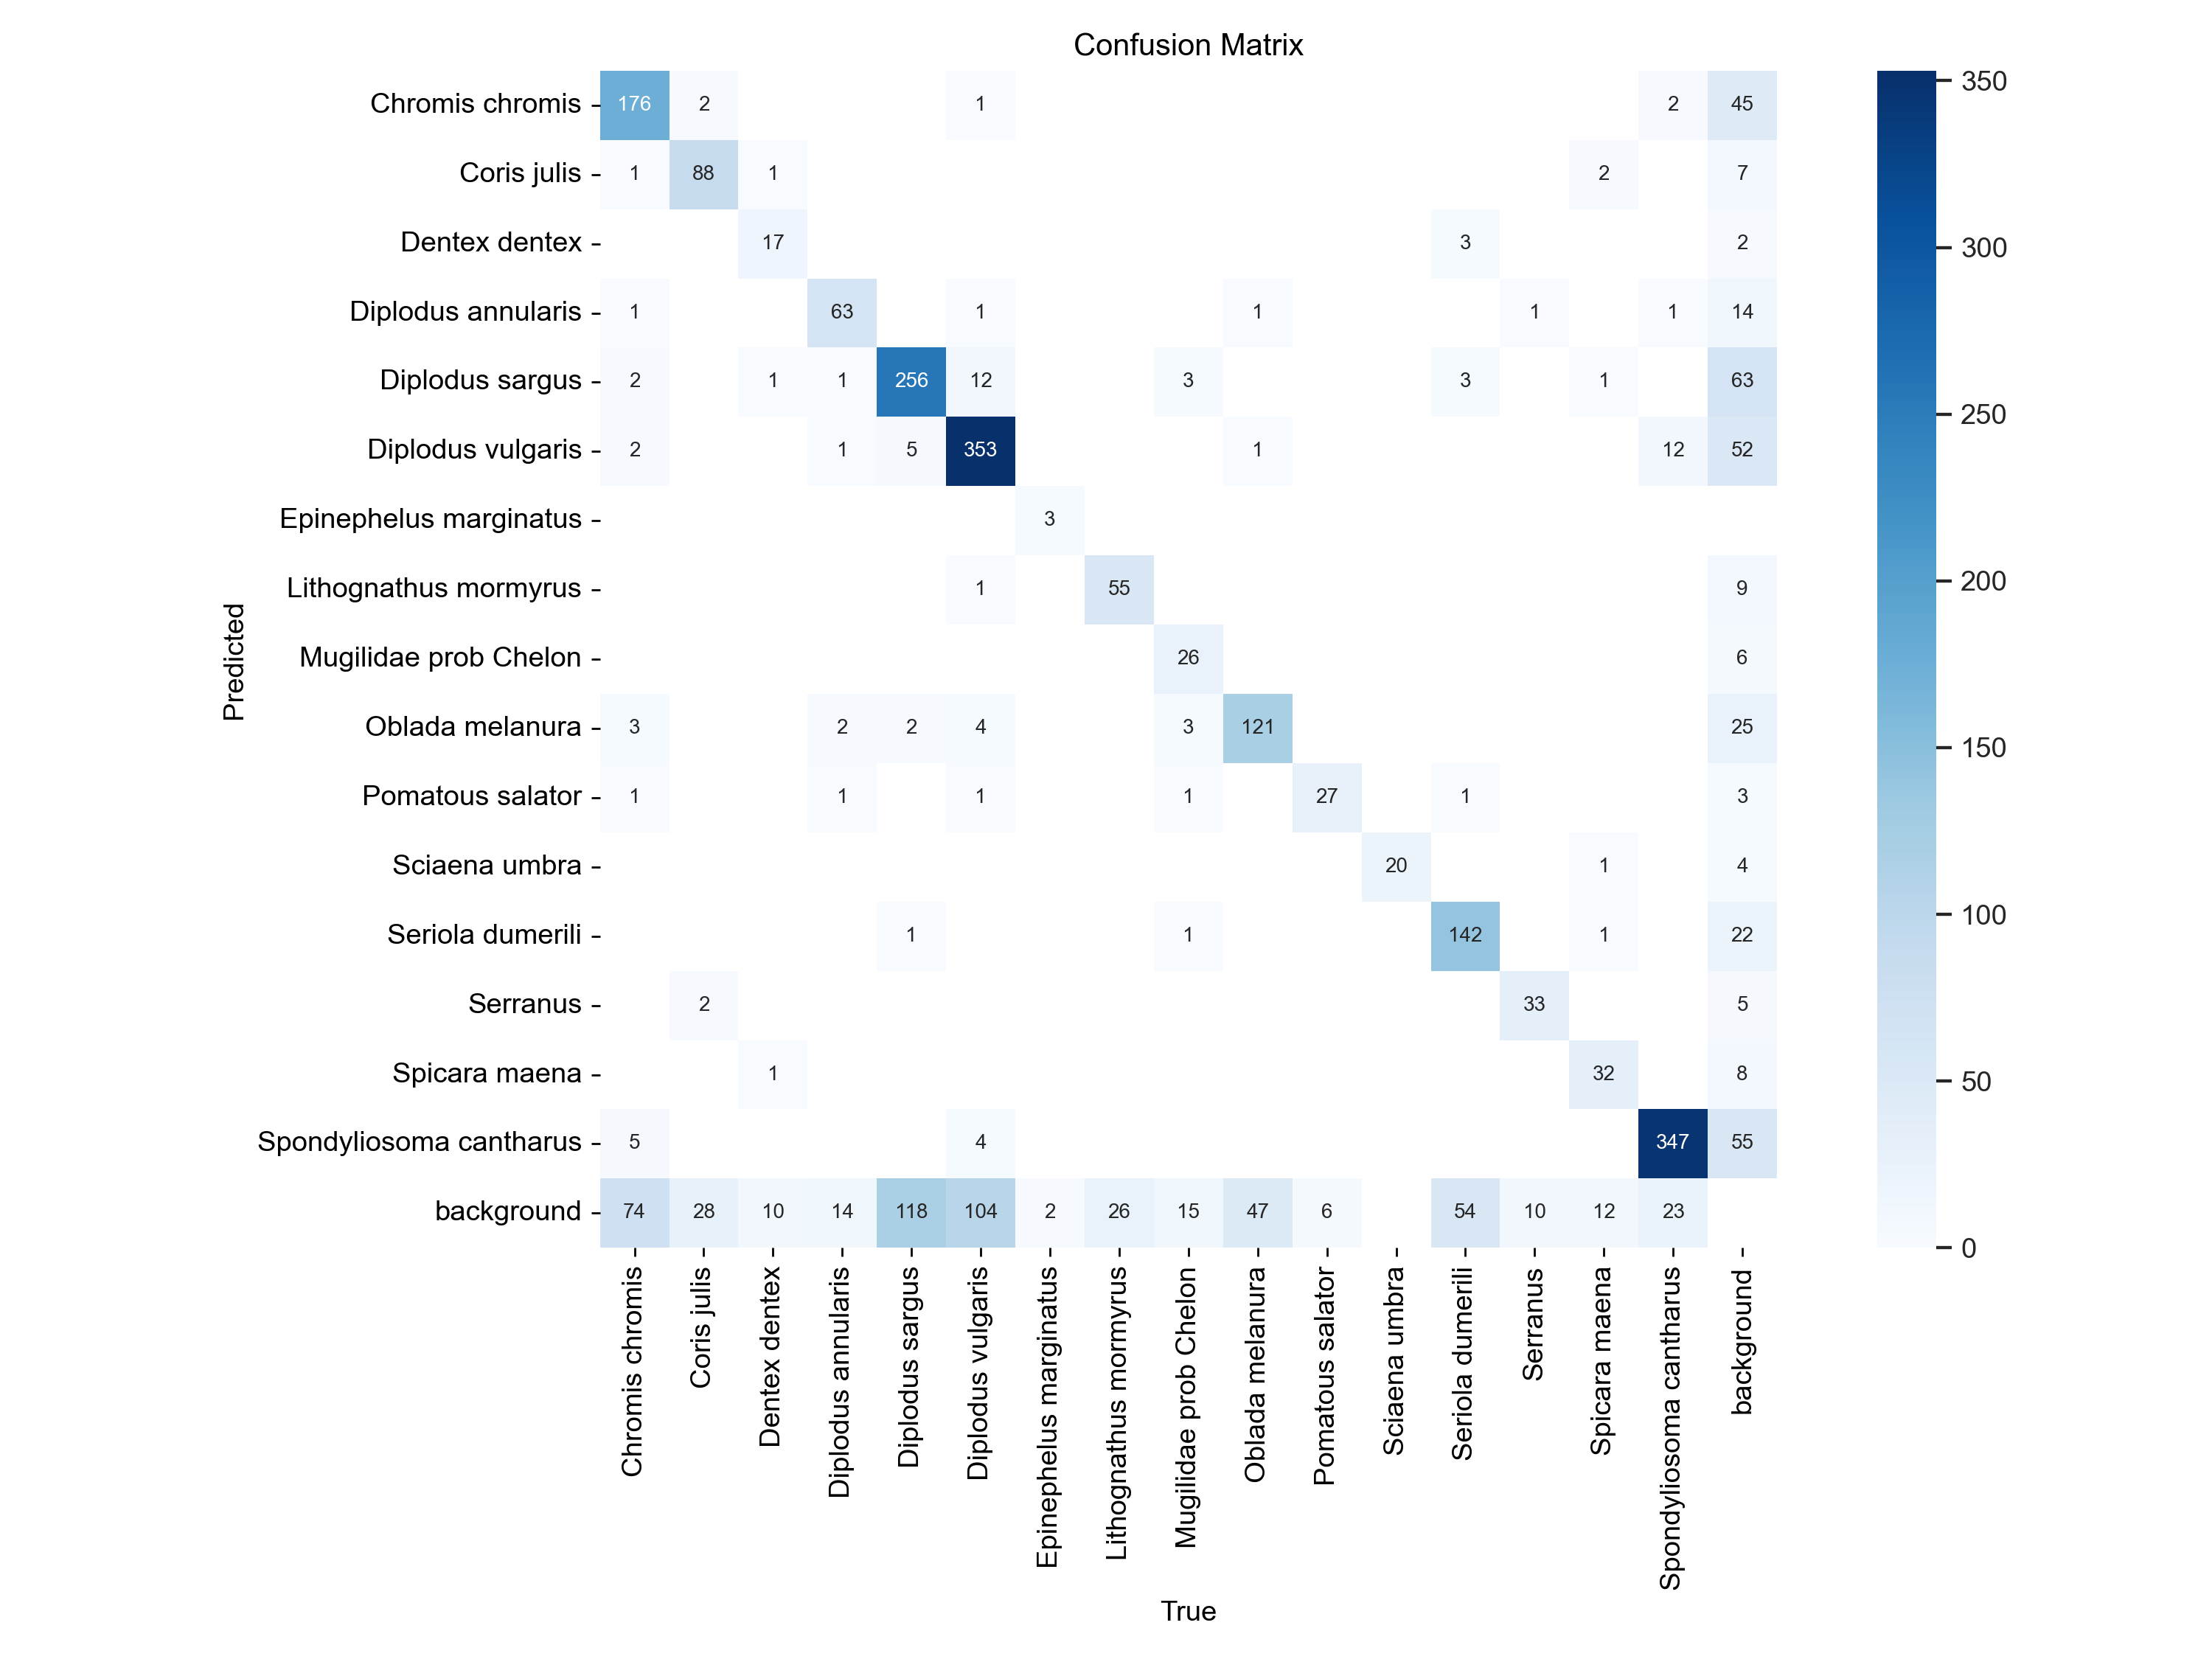 Confusion Matrix
Chromis chromis 176 2 1 2 45 350
Coris julis 1 88 1 2 7
Dentex dentex 17 3 2 300
Diplodus annularis 1 63 1 1 1 1 14
Diplodus sargus 2 1 1 256 12 3 3 1 63 250
Diplodus vulgaris 2 1 5 353 1 12 52
Epinephelus marginatus 3
200
Lithognathus mormyrus 1 55 9
Predicted
Mugilidae prob Chelon 26 6
Oblada melanura 3 2 2 4 3 121 25 150
Pomatous salator 1 1 1 1 27 1 3
Sciaena umbra 20 1 4
100
Seriola dumerili 1 1 142 1 22
Serranus 2 33 5
Spicara maena 1 32 8 50
Spondyliosoma cantharus 5 4 347 55
background 74 28 10 14 118 104 2 26 15 47 6 54 10 12 23 0
Chromis chromis
Coris julis
Dentex dentex
Diplodus annularis
Diplodus sargus
Diplodus vulgaris
Epinephelus marginatus
Lithognathus mormyrus
Mugilidae prob Chelon
Oblada melanura
Pomatous salator
Sciaena umbra
Seriola dumerili
Serranus
Spicara maena
Spondyliosoma cantharus
background
True